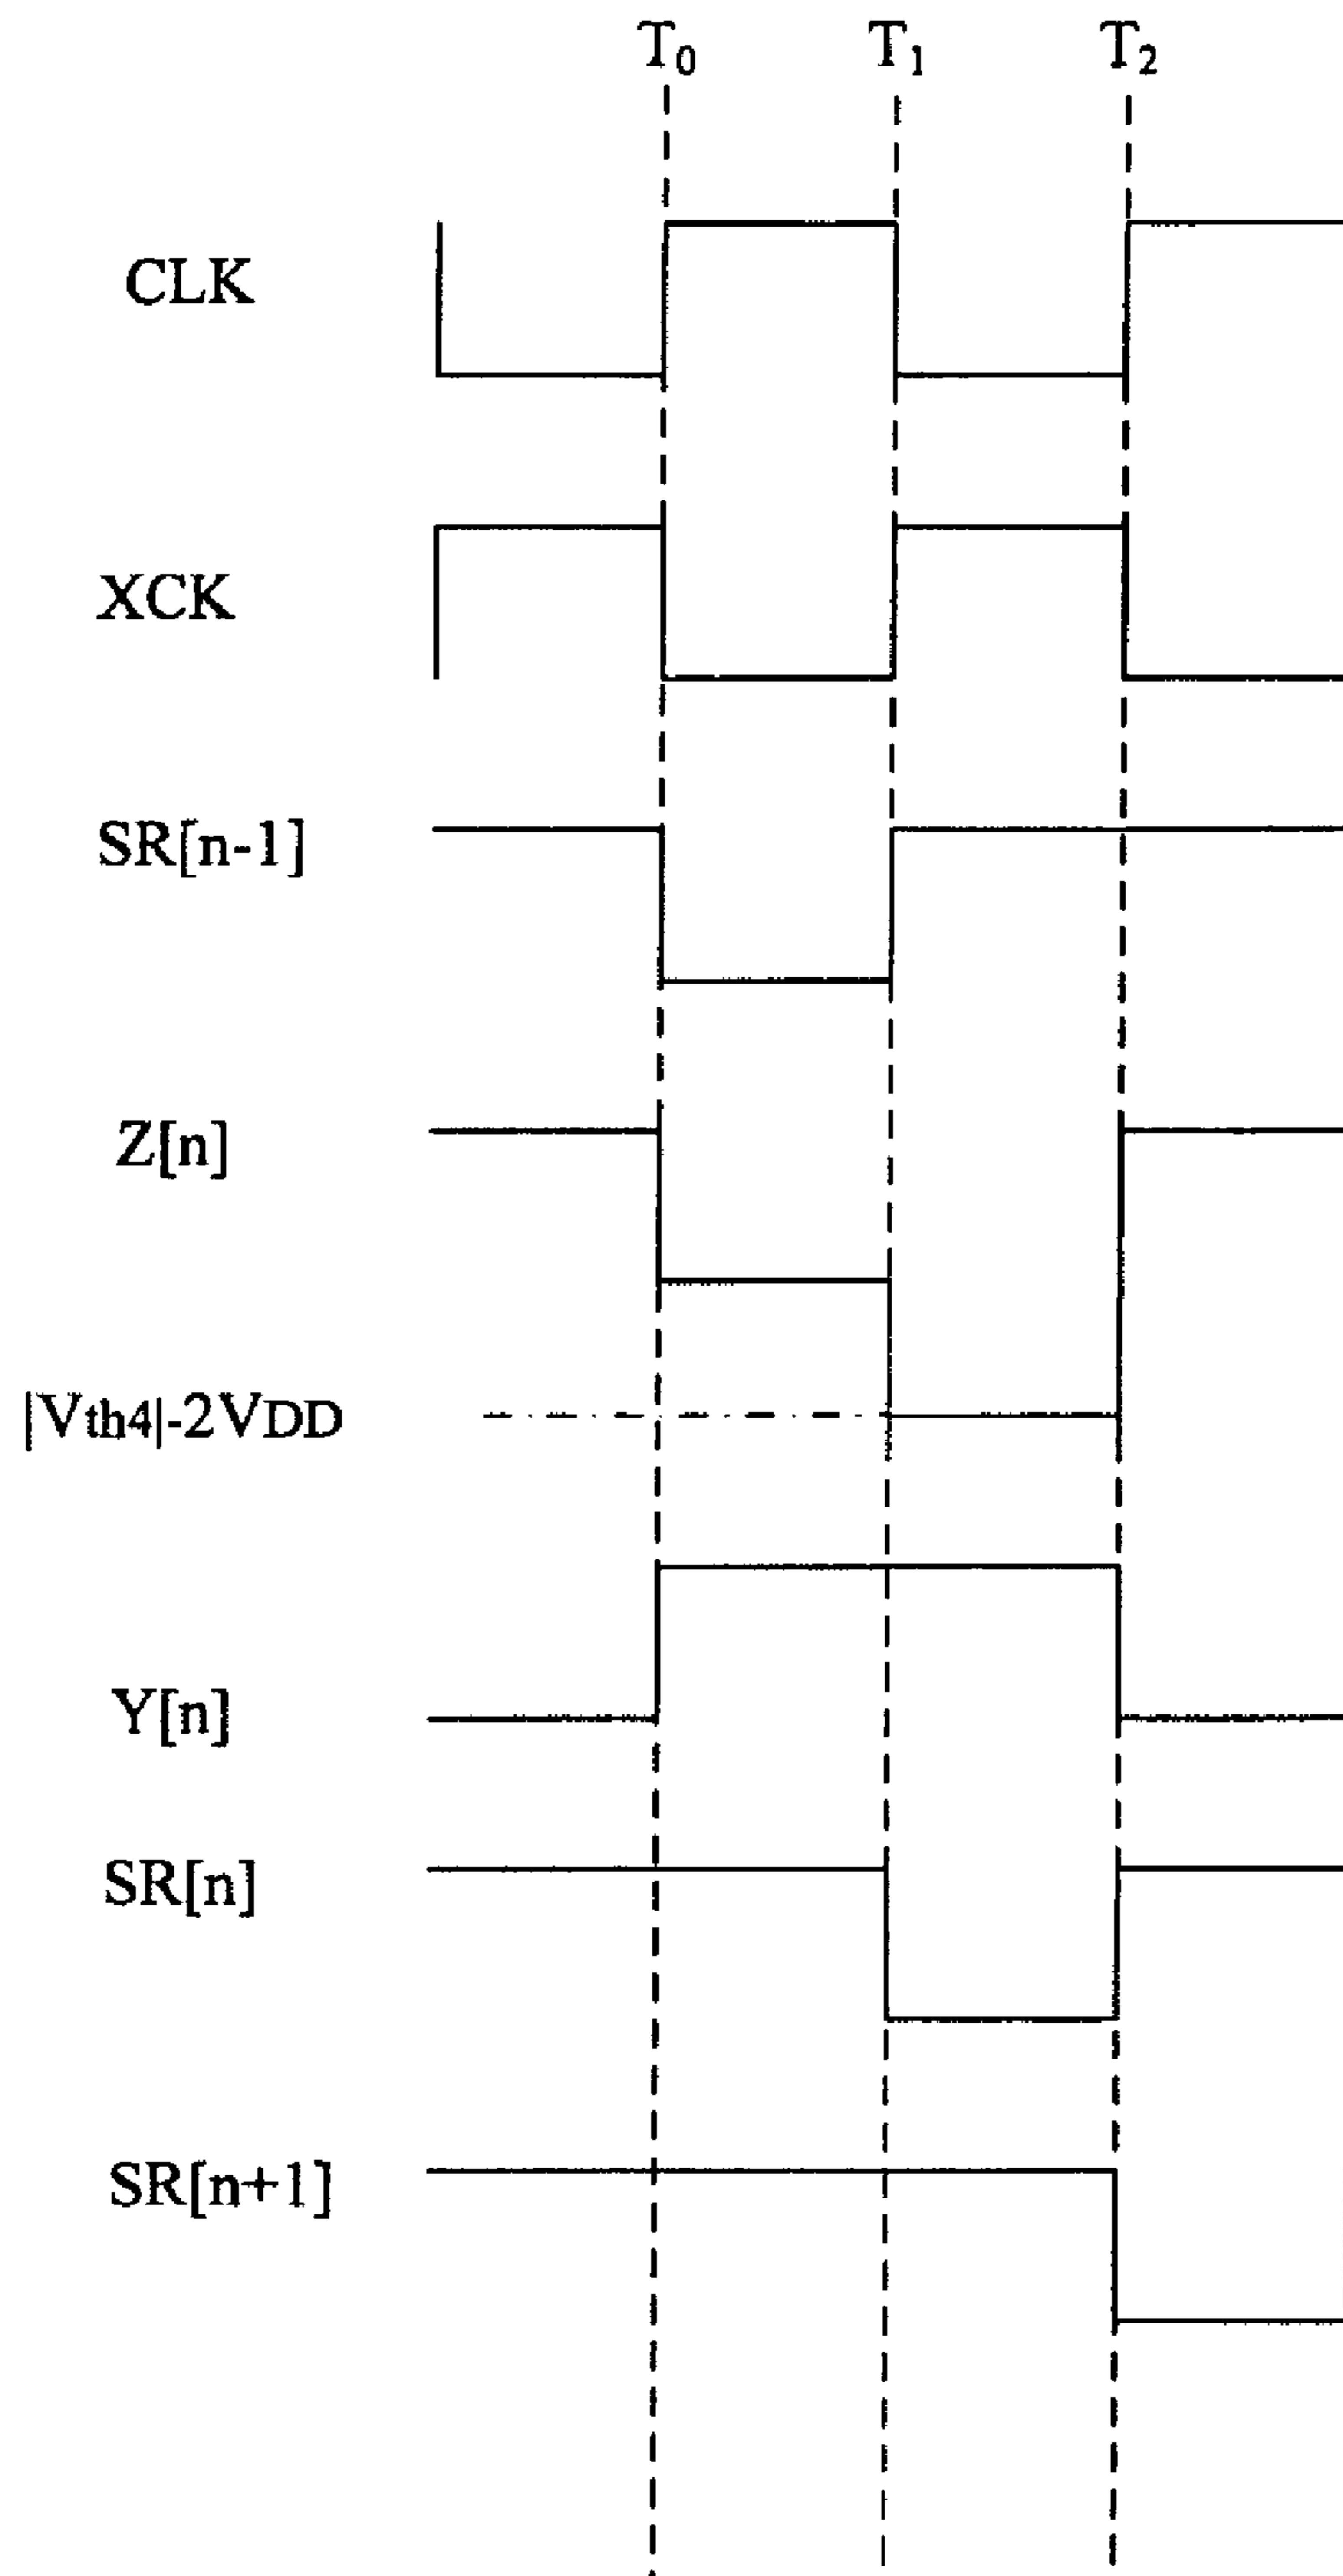 T₀ T₁ T₂
CLK
XCK
SR[n-1]
Z[n]
|Vth4|-2VDD
Y[n]
SR[n]
SR[n+1]